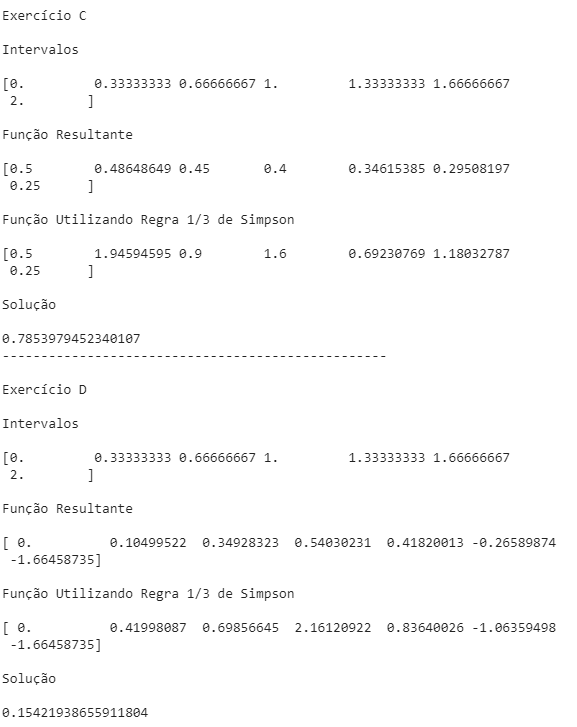 Exercício C
Intervalos
[0.         0.33333333 0.66666667 1.         1.33333333 1.66666667
 2.        ]
Função Resultante
[0.5        0.48648649 0.45       0.4        0.34615385 0.29508197
 0.25      ]
Função Utilizando Regra 1/3 de Simpson
[0.5        1.94594595 0.9        1.6        0.69230769 1.18032787
 0.25      ]
Solução
0.7853979452340107
--------------------------------------------------
Exercício D
Intervalos
[0.         0.33333333 0.66666667 1.         1.33333333 1.66666667
 2.        ]
Função Resultante
[ 0.          0.10499522  0.34928323  0.54030231  0.41820013 -0.26589874
 -1.66458735]
Função Utilizando Regra 1/3 de Simpson
[ 0.          0.41998087  0.69856645  2.16120922  0.83640026 -1.06359498
 -1.66458735]
Solução
0.15421938655911804